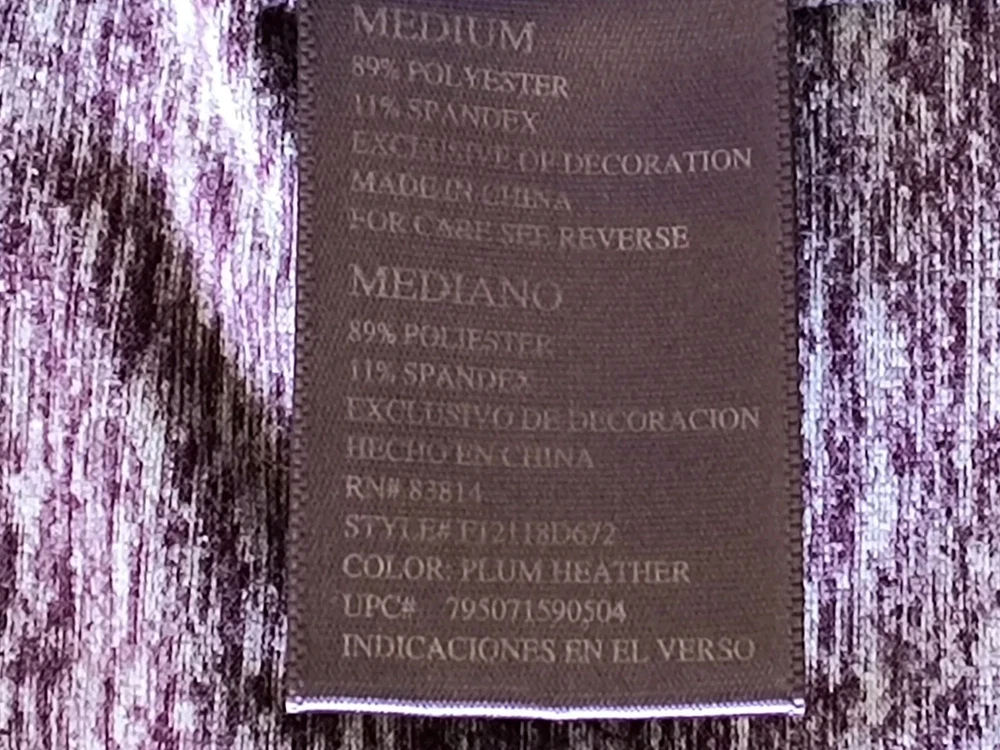 MEDIUM
89% POLYESTER
11% SPANDEX
EXCLUSIVE OF DECORATION
MADE IN CHINA
FOR CARE SEE REVERSE
MEDIANO
89% POLIESTER
11% SPANDEX
EXCLUSIVO DE DECORACION
HECHO EN CHINA
RN# 83814
STYLE# F12118D672
COLOR: PLUM HEATHER
UPC# 795071590504
INDICACIONES EN EL VERSO